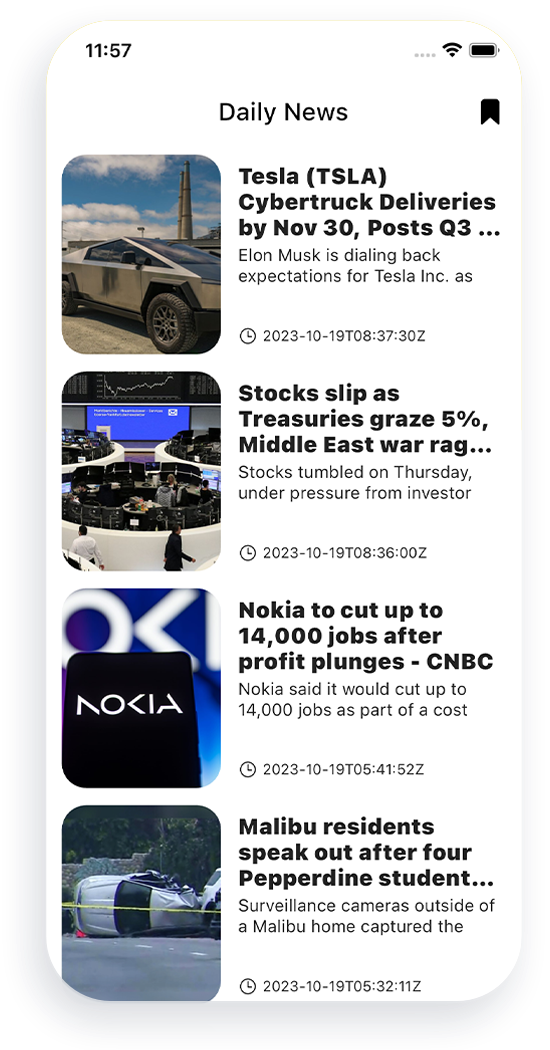 11:57
Daily News
Tesla (TSLA)
Cybertruck Deliveries
by Nov 30, Posts Q3 ...
Elon Musk is dialing back
expectations for Tesla Inc. as
2023-10-19T08:37:30Z
Stocks slip as
Treasuries graze 5%,
Middle East war rag...
Stocks tumbled on Thursday,
under pressure from investor
2023-10-19T08:36:00Z
NOKIA
Nokia to cut up to
14,000 jobs after
profit plunges - CNBC
Nokia said it would cut up to
14,000 jobs as part of a cost
2023-10-19T05:41:52Z
Malibu residents
speak out after four
Pepperdine student...
Surveillance cameras outside of
a Malibu home captured the
2023-10-19T05:32:11Z